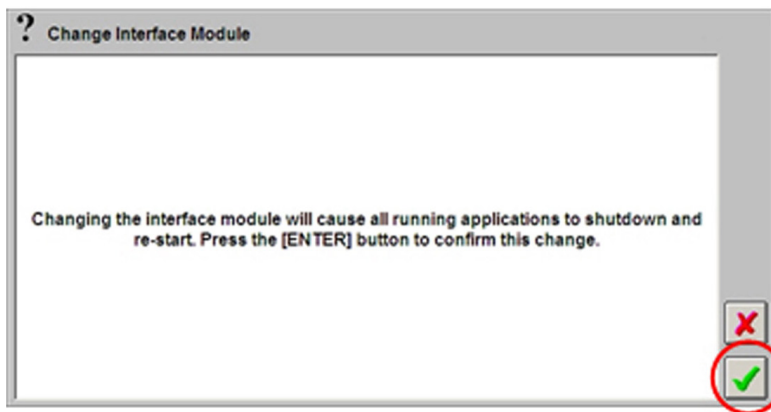 ? Change Interface Module
Changing the interface module will cause all running applications to shutdown and
re-start. Press the [ENTER] button to confirm this change.